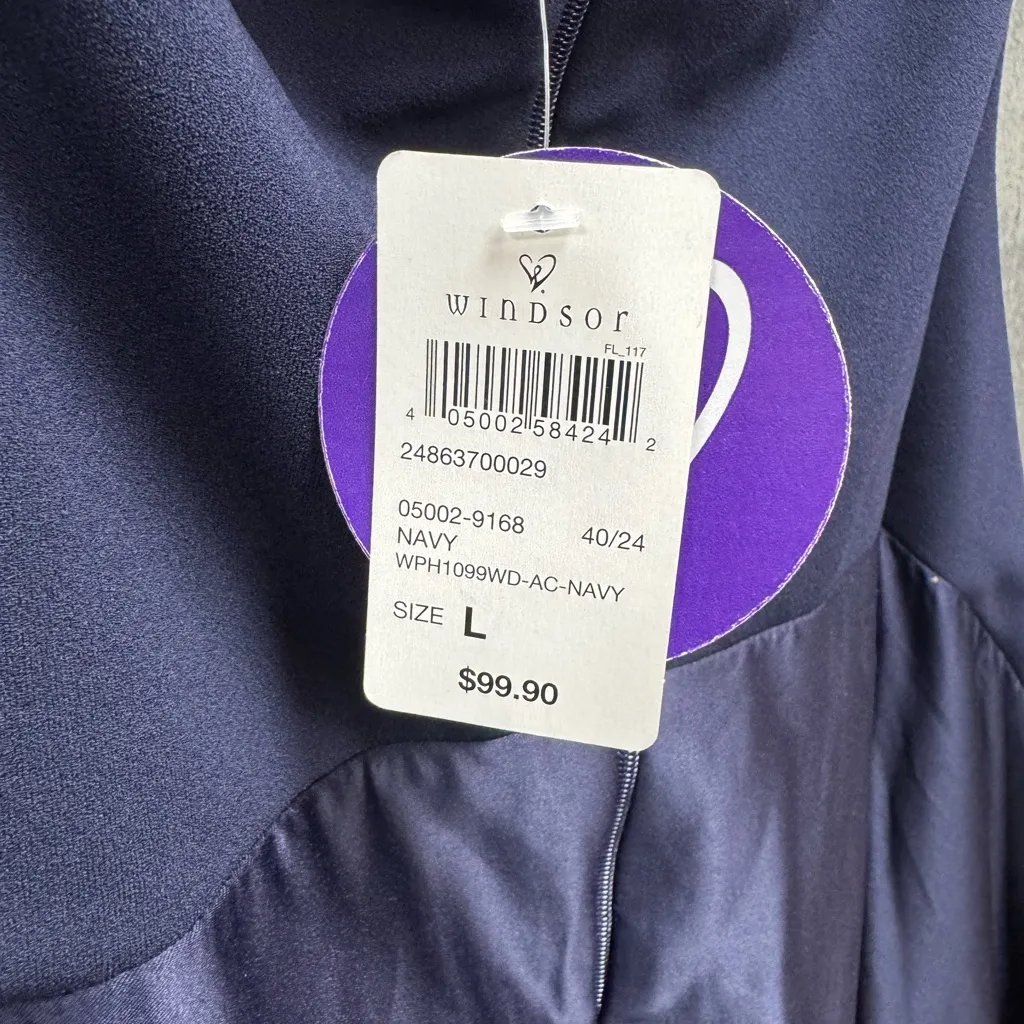 WINDSOR
FL_117
4 05002 58424 2
24863700029
05002-9168 40/24
NAVY
WPH1099WD-AC-NAVY
SIZE L
$99.90